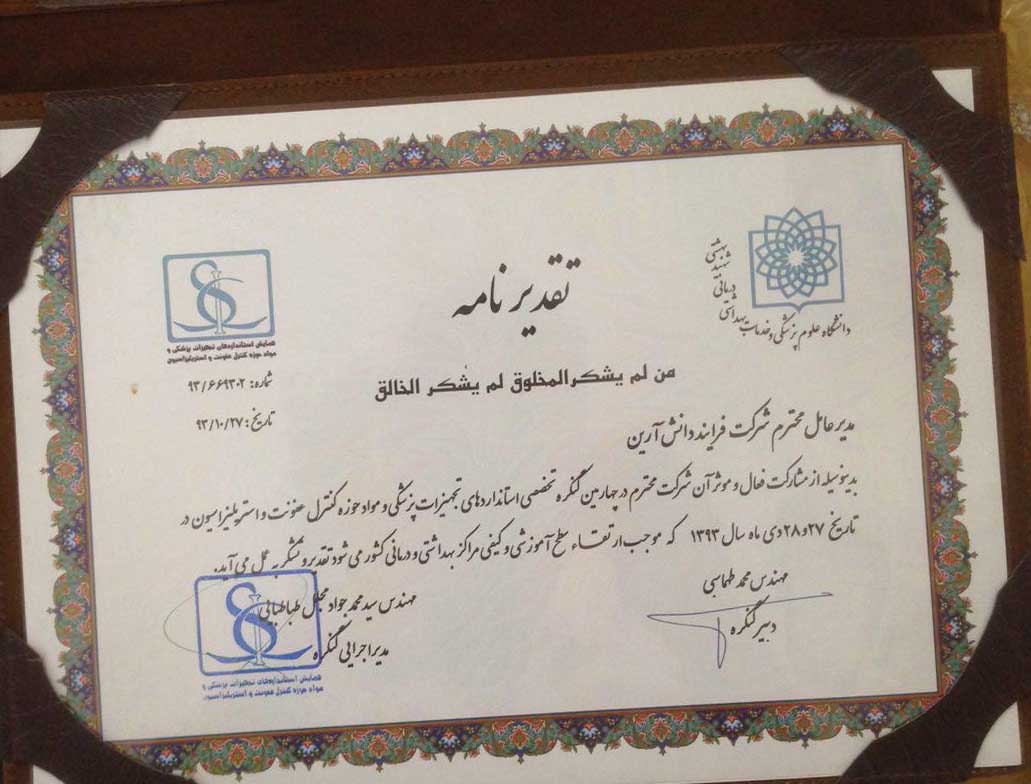 دانشگاه علوم پزشکی و خدمات بهداشتی درمانی شهید بهشتی
همایش استانداردهای تجهیزات پزشکی و
مواد حوزه کنترل عفونت و استریلیزاسیون
شماره: ۹۳/۶۶۹۳۰۲
تاریخ: ۹۳/۱۰/۲۷
تقدیرنامه
من لم یشکر المخلوق لم یشکر الخالق
مدیر عامل محترم شرکت فرایند دانش آرین
بدینوسیله از مشارکت فعال و موثر آن شرکت محترم در چهارمین کنگره تخصصی استانداردهای تجهیزات پزشکی و مواد حوزه کنترل عفونت و استریلیزاسیون در
تاریخ ۲۷ و ۲۸ دی ماه سال ۱۳۹۳ که موجب ارتقاء سطح آموزشی و کیفی مراکز بهداشتی و درمانی کشور می شود تقدیر و تشکر به عمل می آید.
مهندس محمد طهماسبی
دبیر کنگره
مهندس سید محمد جواد مجلل طباطبایی
مدیر اجرایی کنگره
همایش استانداردهای تجهیزات پزشکی و
مواد حوزه کنترل عفونت و استریلیزاسیون